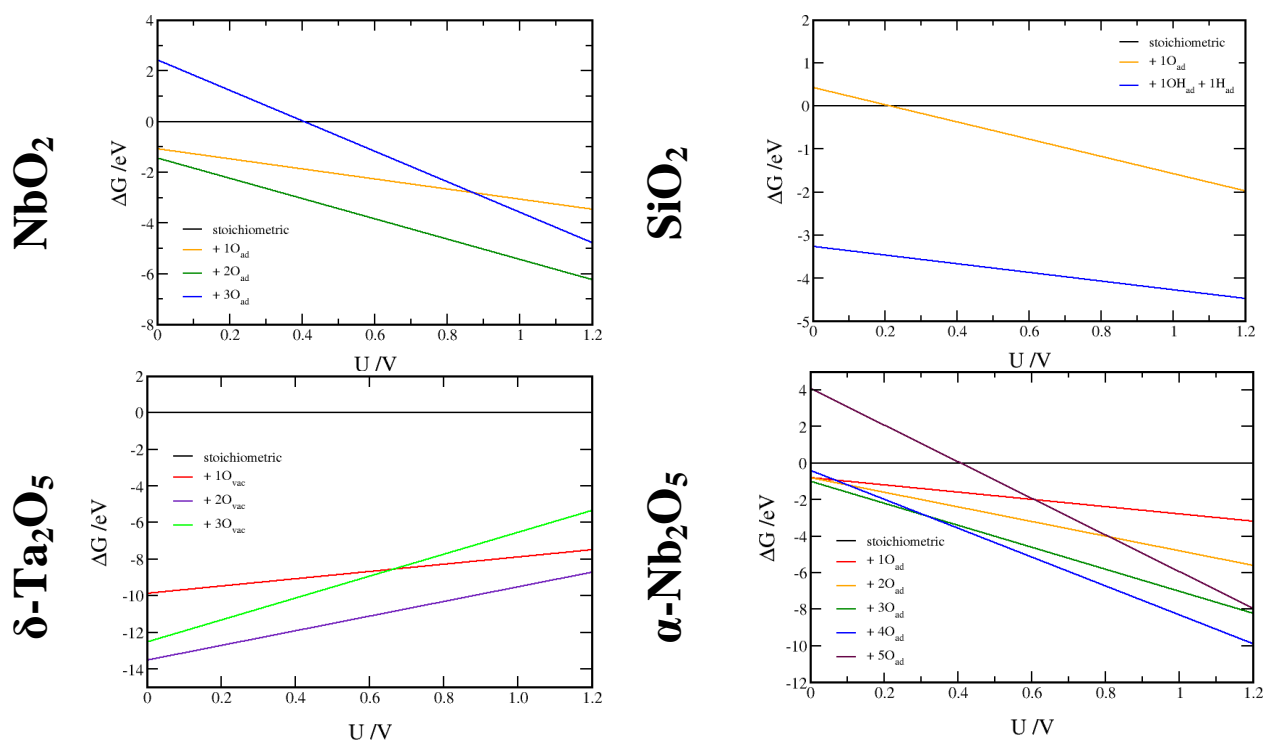 NbO2
4
2
0
-2
-4
-6
-8
ΔG /eV
stoichiometric
+ 1Oad
+ 2Oad
+ 3Oad
0 0.2 0.4 0.6 0.8 1 1.2
U /V
SiO2
2
1
0
-1
-2
-3
-4
-5
ΔG /eV
stoichiometric
+ 1Oad
+ 1OHad + 1Had
0 0.2 0.4 0.6 0.8 1 1.2
U /V
δ-Ta2O5
2
0
-2
-4
-6
-8
-10
-12
-14
ΔG /eV
stoichiometric
+ 1Ovac
+ 2Ovac
+ 3Ovac
0 0.2 0.4 0.6 0.8 1.0 1.2
U /V
α-Nb2O5
4
2
0
-2
-4
-6
-8
-10
-12
ΔG /eV
stoichiometric
+ 1Oad
+ 2Oad
+ 3Oad
+ 4Oad
+ 5Oad
0 0.2 0.4 0.6 0.8 1 1.2
U /V